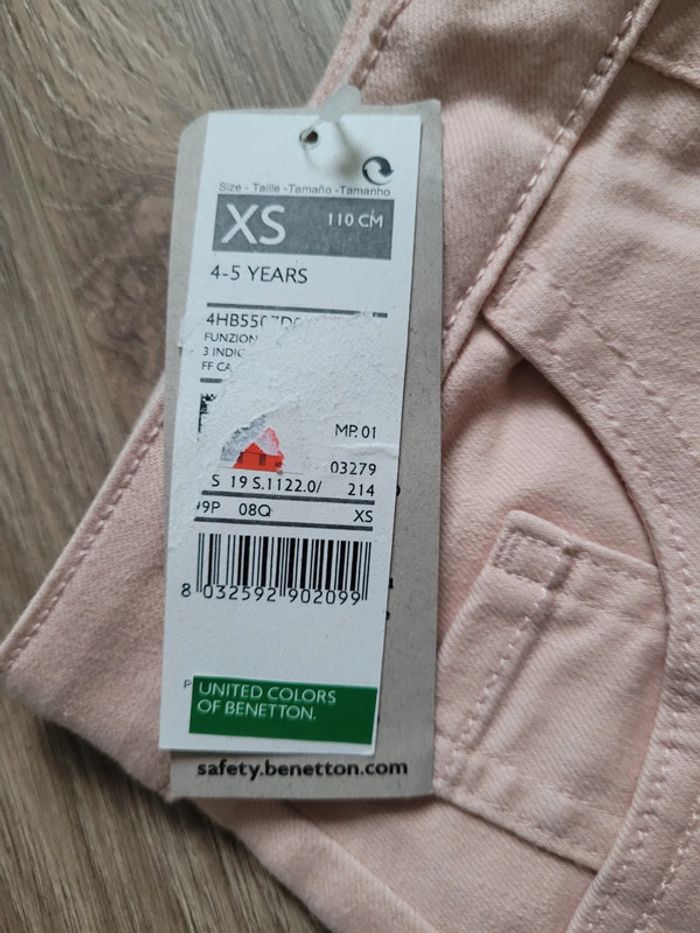 Size - Taille - Tamaño - Tamanho
XS 110 CM
4-5 YEARS
FUNZION
3 INDIC
FF CA
MP. 01
03279
S 19 S.1122.0/ 214
9P 08Q XS
8 032592 902099
P
UNITED COLORS
OF BENETTON.
safety.benetton.com